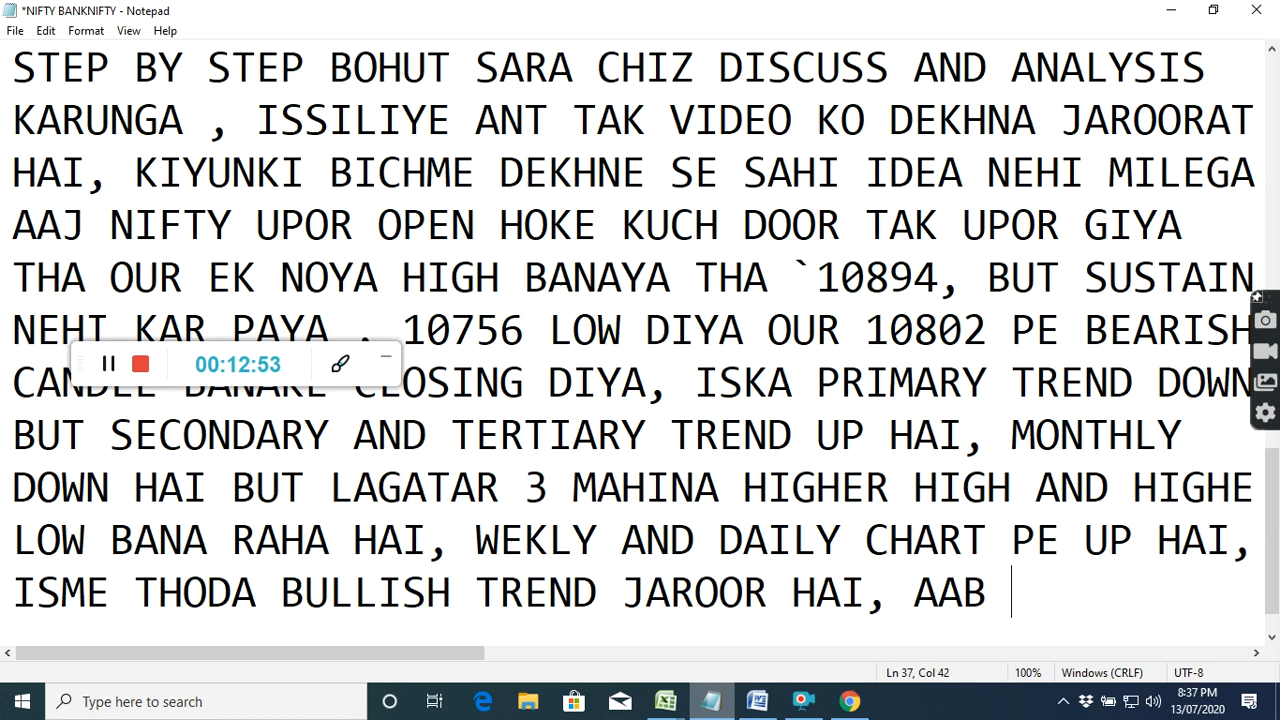 *NIFTY BANKNIFTY - Notepad
File Edit Format View Help
STEP BY STEP BOHUT SARA CHIZ DISCUSS AND ANALYSIS
KARUNGA , ISSILIYE ANT TAK VIDEO KO DEKHNA JAROORAT
HAI, KIYUNKI BICHME DEKHNE SE SAHI IDEA NEHI MILEGA
AAJ NIFTY UPOR OPEN HOKE KUCH DOOR TAK UPOR GIYA
THA OUR EK NOYA HIGH BANAYA THA `10894, BUT SUSTAIN
NEHI KAR PAYA , 10756 LOW DIYA OUR 10802 PE BEARISH
00:12:53
CANDLE BANAKE CLOSING DIYA, ISKA PRIMARY TREND DOWN
BUT SECONDARY AND TERTIARY TREND UP HAI, MONTHLY
DOWN HAI BUT LAGATAR 3 MAHINA HIGHER HIGH AND HIGHE
LOW BANA RAHA HAI, WEKLY AND DAILY CHART PE UP HAI,
ISME THODA BULLISH TREND JAROOR HAI, AAB
Ln 37, Col 42 100% Windows (CRLF) UTF-8
Type here to search
8:37 PM
13/07/2020